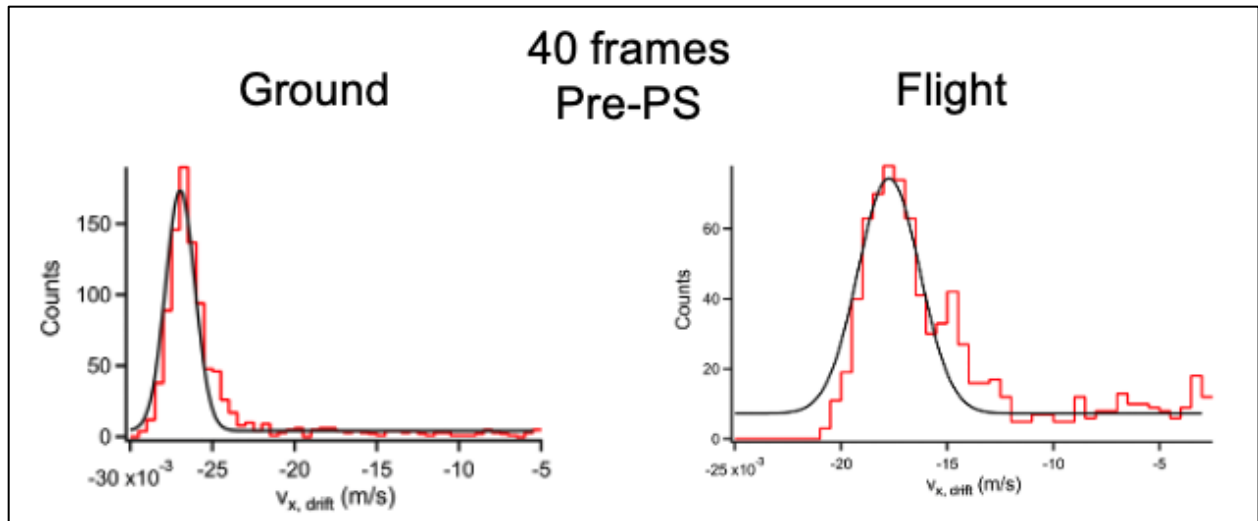 40 frames
Pre-PS
Ground
Flight
Counts
150
100
50
0
-30 x10⁻³
-25
-20
-15
-10
-5
vx, drift (m/s)
Counts
60
40
20
0
-25 x10⁻³
-20
-15
-10
-5
vx, drift (m/s)